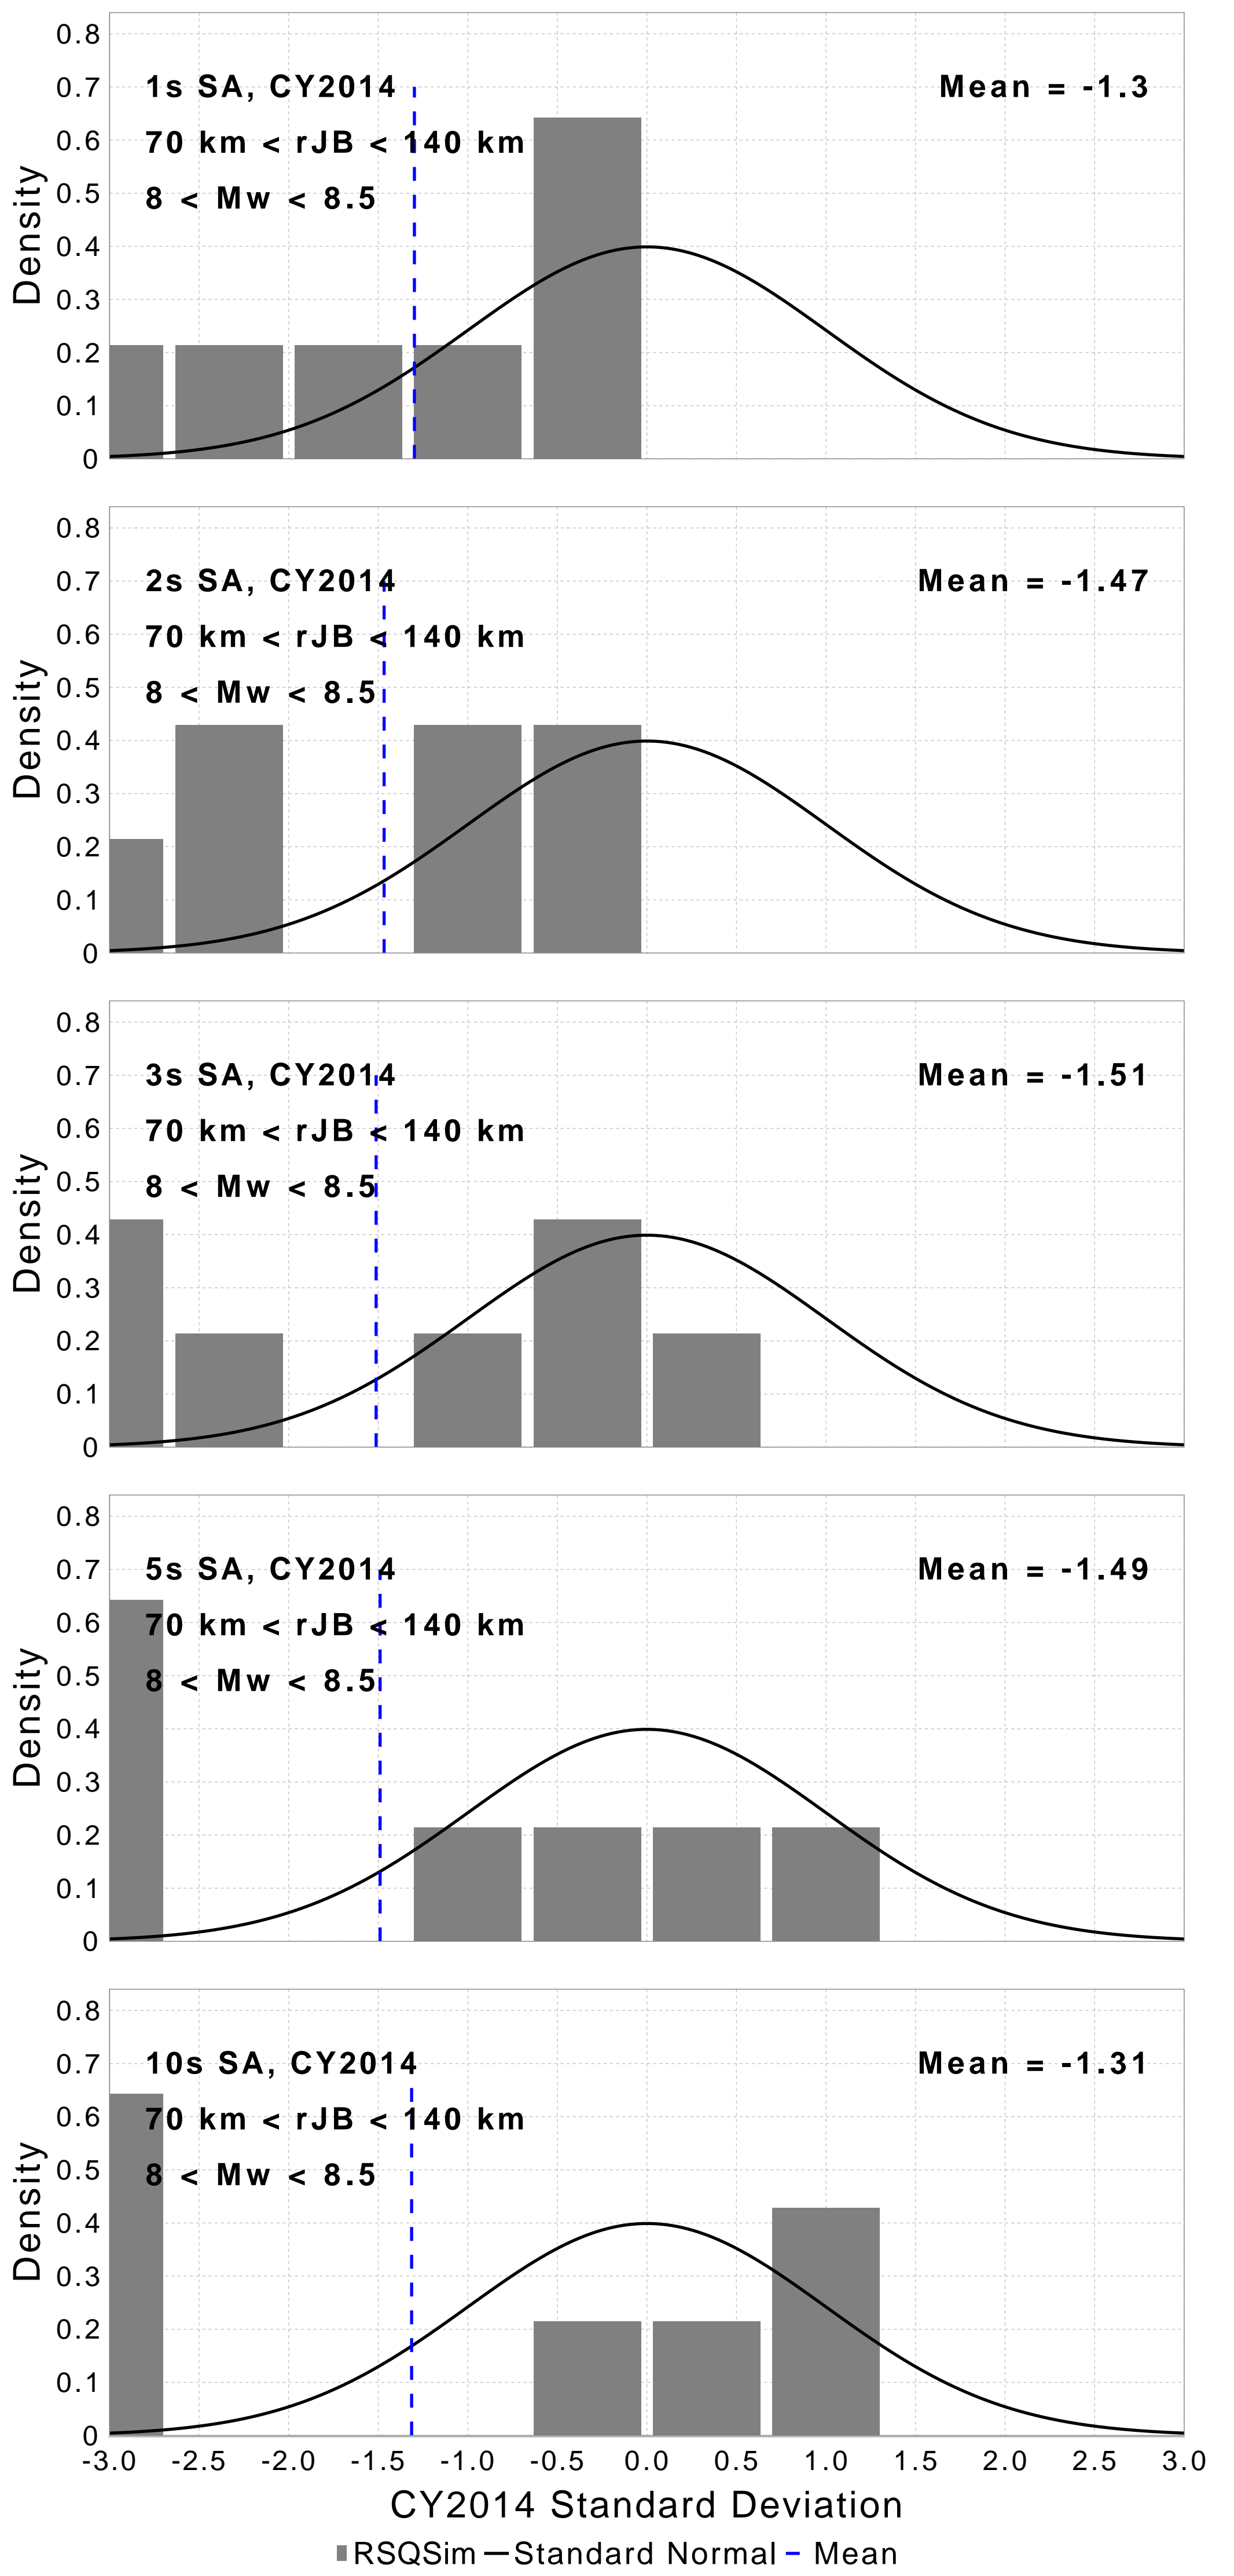 0.8
1s SA, CY2014 Mean = -1.3
0.7
70 km < rJB < 140 km
0.6
8 < Mw < 8.5
0.5
0.4
0.3
0.2
0.1
0
Density
0.8
2s SA, CY2014 Mean = -1.47
0.7
70 km < rJB < 140 km
0.6
8 < Mw < 8.5
0.5
0.4
0.3
0.2
0.1
0
Density
0.8
3s SA, CY2014 Mean = -1.51
0.7
70 km < rJB < 140 km
0.6
8 < Mw < 8.5
0.5
0.4
0.3
0.2
0.1
0
Density
0.8
5s SA, CY2014 Mean = -1.49
0.7
70 km < rJB < 140 km
0.6
8 < Mw < 8.5
0.5
0.4
0.3
0.2
0.1
0
Density
0.8
10s SA, CY2014 Mean = -1.31
0.7
70 km < rJB < 140 km
0.6
8 < Mw < 8.5
0.5
0.4
0.3
0.2
0.1
0
Density
-3.0 -2.5 -2.0 -1.5 -1.0 -0.5 0.0 0.5 1.0 1.5 2.0 2.5 3.0
CY2014 Standard Deviation
RSQSim Standard Normal Mean